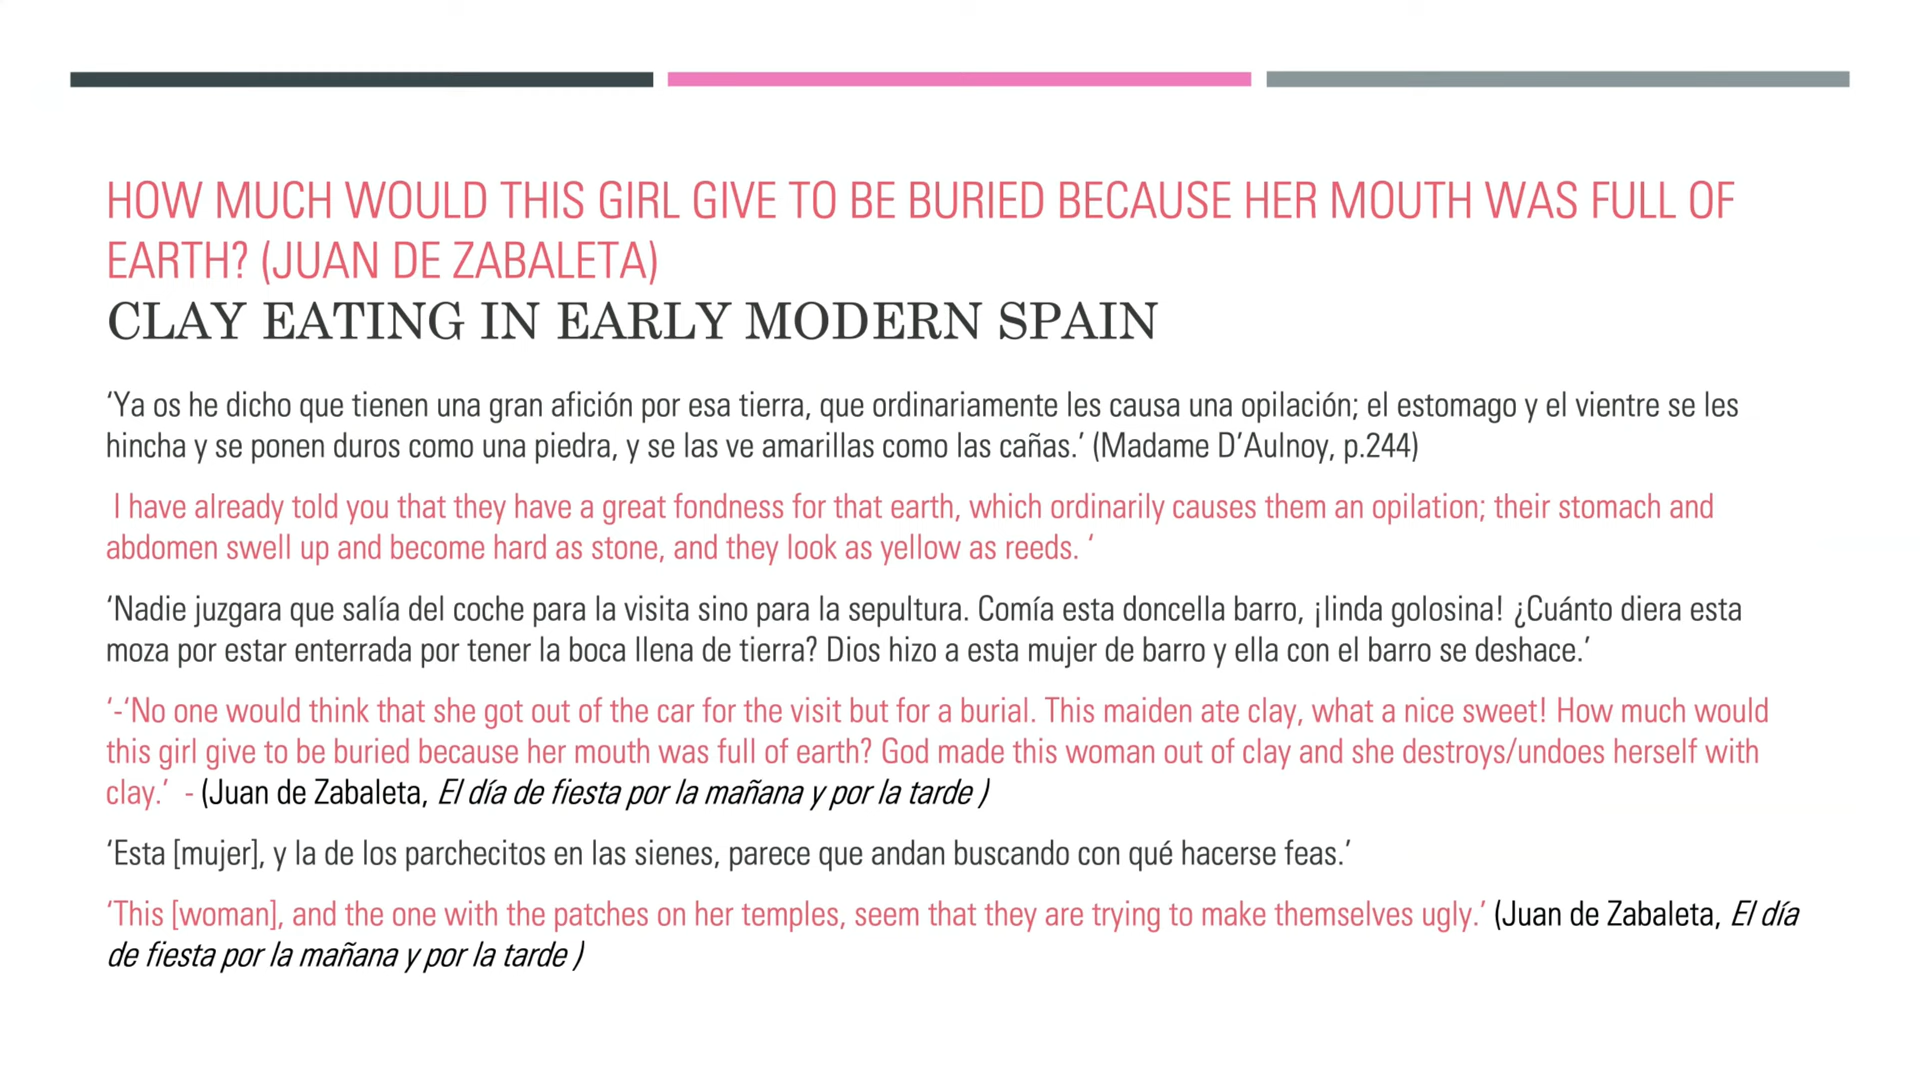 HOW MUCH WOULD THIS GIRL GIVE TO BE BURIED BECAUSE HER MOUTH WAS FULL OF
EARTH? (JUAN DE ZABALETA)
CLAY EATING IN EARLY MODERN SPAIN
‘Ya os he dicho que tienen una gran afición por esa tierra, que ordinariamente les causa una opilación; el estomago y el vientre se les
hincha y se ponen duros como una piedra, y se las ve amarillas como las cañas.’ (Madame D’Aulnoy, p.244)
I have already told you that they have a great fondness for that earth, which ordinarily causes them an opilation; their stomach and
abdomen swell up and become hard as stone, and they look as yellow as reeds. ‘
‘Nadie juzgara que salía del coche para la visita sino para la sepultura. Comía esta doncella barro, ¡linda golosina! ¿Cuánto diera esta
moza por estar enterrada por tener la boca llena de tierra? Dios hizo a esta mujer de barro y ella con el barro se deshace.’
‘-‘No one would think that she got out of the car for the visit but for a burial. This maiden ate clay, what a nice sweet! How much would
this girl give to be buried because her mouth was full of earth? God made this woman out of clay and she destroys/undoes herself with
clay.’ - (Juan de Zabaleta, El día de fiesta por la mañana y por la tarde )
‘Esta [mujer], y la de los parchecitos en las sienes, parece que andan buscando con qué hacerse feas.’
‘This [woman], and the one with the patches on her temples, seem that they are trying to make themselves ugly.’ (Juan de Zabaleta, El día
de fiesta por la mañana y por la tarde )